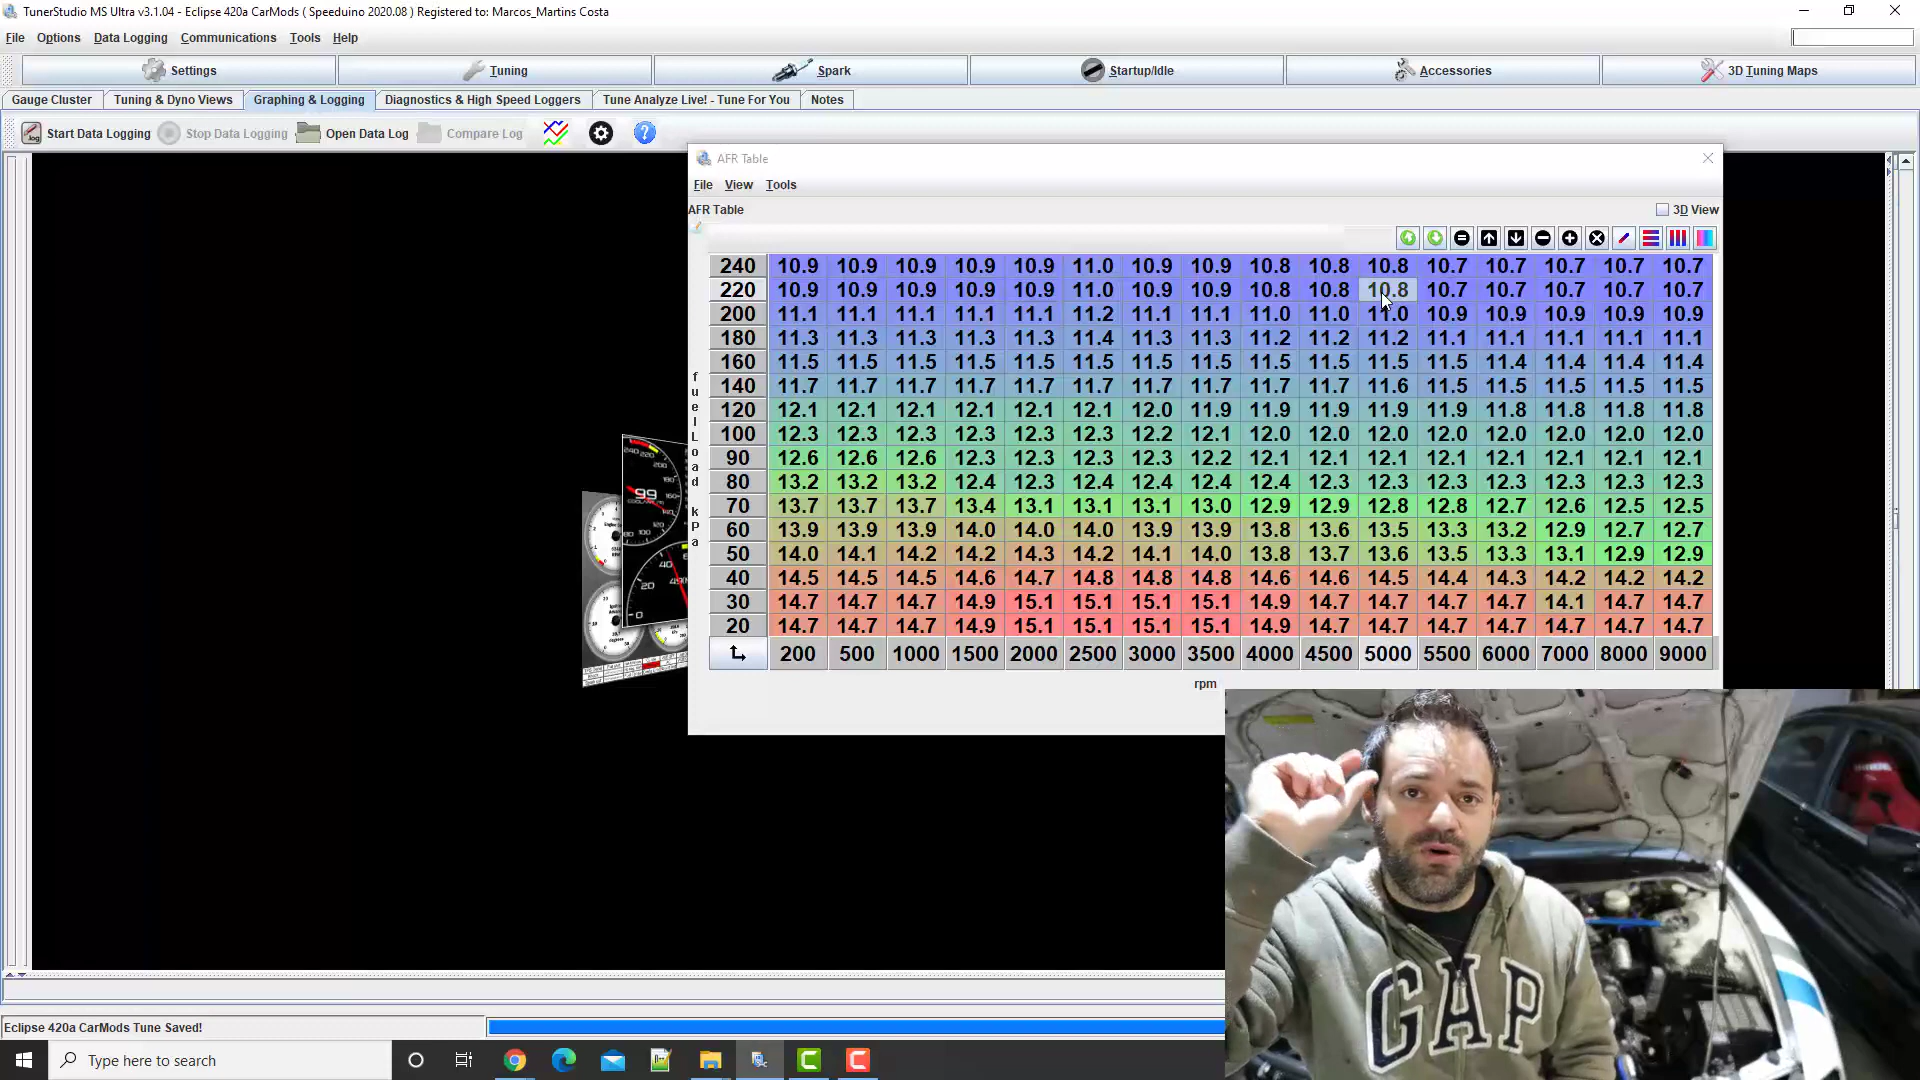 TunerStudio MS Ultra v3.1.04 - Eclipse 420a CarMods ( Speeduino 2020.08 ) Registered to: Marcos_Martins Costa
File Options Data Logging Communications Tools Help
Settings Tuning Spark Startup/Idle Accessories 3D Tuning Maps
Gauge Cluster Tuning & Dyno Views Graphing & Logging Diagnostics & High Speed Loggers Tune Analyze Live! - Tune For You Notes
Start Data Logging Stop Data Logging Open Data Log Compare Log
AFR Table
File View Tools
AFR Table 3D View
240 10.9 10.9 10.9 10.9 10.9 11.0 10.9 10.9 10.8 10.8 10.8 10.7 10.7 10.7 10.7 10.7
220 10.9 10.9 10.9 10.9 10.9 11.0 10.9 10.9 10.8 10.8 10.8 10.7 10.7 10.7 10.7 10.7
200 11.1 11.1 11.1 11.1 11.1 11.2 11.1 11.1 11.0 11.0 11.0 10.9 10.9 10.9 10.9 10.9
180 11.3 11.3 11.3 11.3 11.3 11.4 11.3 11.3 11.2 11.2 11.2 11.1 11.1 11.1 11.1 11.1
160 11.5 11.5 11.5 11.5 11.5 11.5 11.5 11.5 11.5 11.5 11.5 11.5 11.4 11.4 11.4 11.4
140 11.7 11.7 11.7 11.7 11.7 11.7 11.7 11.7 11.7 11.7 11.6 11.5 11.5 11.5 11.5 11.5
120 12.1 12.1 12.1 12.1 12.1 12.1 12.0 11.9 11.9 11.9 11.9 11.9 11.8 11.8 11.8 11.8
100 12.3 12.3 12.3 12.3 12.3 12.3 12.2 12.1 12.0 12.0 12.0 12.0 12.0 12.0 12.0 12.0
90 12.6 12.6 12.6 12.3 12.3 12.3 12.3 12.2 12.1 12.1 12.1 12.1 12.1 12.1 12.1 12.1
80 13.2 13.2 13.2 12.4 12.3 12.4 12.4 12.4 12.4 12.3 12.3 12.3 12.3 12.3 12.3 12.3
70 13.7 13.7 13.7 13.4 13.1 13.1 13.1 13.0 12.9 12.9 12.8 12.8 12.7 12.6 12.5 12.5
60 13.9 13.9 13.9 14.0 14.0 14.0 13.9 13.9 13.8 13.6 13.5 13.3 13.2 12.9 12.7 12.7
50 14.0 14.1 14.2 14.2 14.3 14.2 14.1 14.0 13.8 13.7 13.6 13.5 13.3 13.1 12.9 12.9
40 14.5 14.5 14.5 14.6 14.7 14.8 14.8 14.8 14.6 14.6 14.5 14.4 14.3 14.2 14.2 14.2
30 14.7 14.7 14.7 14.9 15.1 15.1 15.1 15.1 14.9 14.7 14.7 14.7 14.7 14.1 14.7 14.7
20 14.7 14.7 14.7 14.9 15.1 15.1 15.1 15.1 14.9 14.7 14.7 14.7 14.7 14.7 14.7 14.7
200 500 1000 1500 2000 2500 3000 3500 4000 4500 5000 5500 6000 7000 8000 9000
fuelLoad kPa
rpm
GAP
Eclipse 420a CarMods Tune Saved!
Type here to search